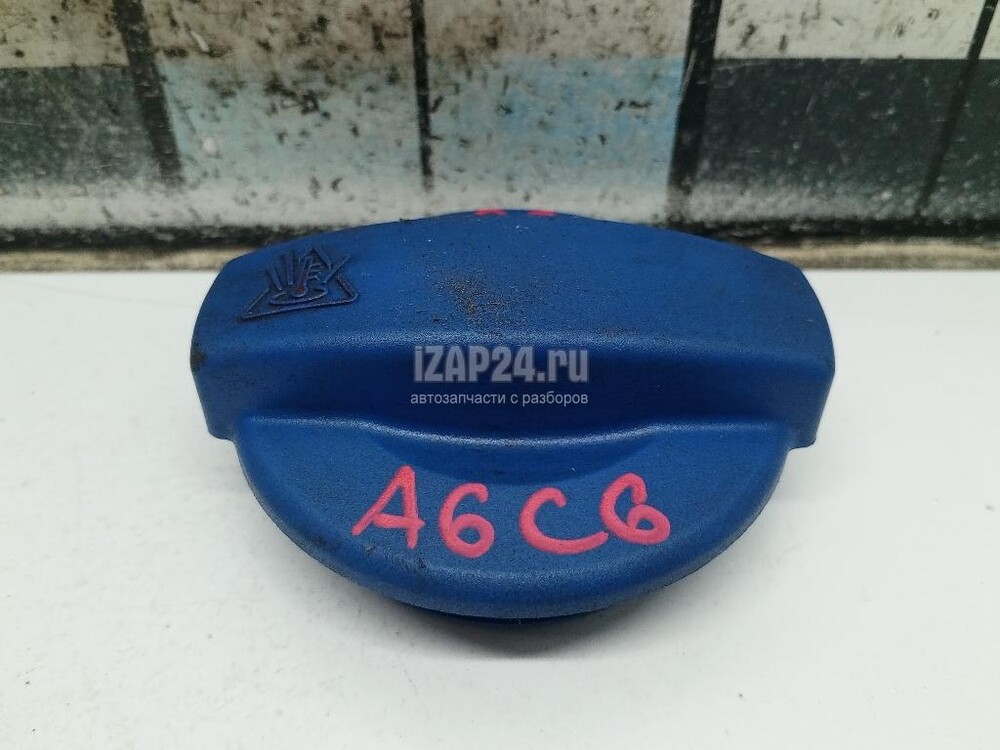 iZAP24.ru
автозапчасти с разборов
A6C6